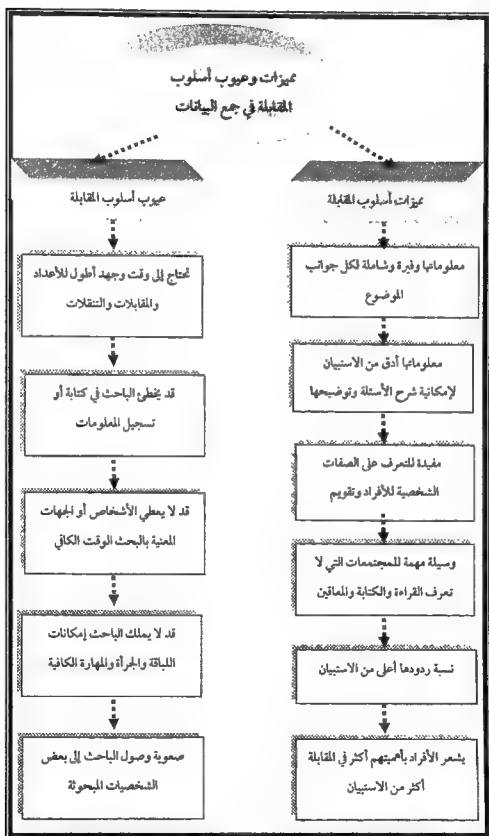 مميزات وعيوب أسلوب
المقابلة في جمع البيانات
مميزات أسلوب المقابلة
معلوماتها وفيرة وشاملة لكل جوانب
الموضوع
معلوماتها أدق من الاستبيان
لإمكانية شرح الأسئلة وتوضيحها
مفيدة للتعرف على الصفات
الشخصية للأفراد وتقويم
وسيلة مهمة للمجتمعات التي لا
تعرف القراءة والكتابة والمعاقين
نسبة ردودها أعلى من الاستبيان
يشعر الأفراد بأهميتهم أكثر في المقابلة
أكثر من الاستبيان
عيوب أسلوب المقابلة
تحتاج إلى وقت وجهد أطول للأعداد
والمقابلات والتنقلات
قد يخطئ الباحث في كتابة أو
تسجيل المعلومات
قد لا يعطي الأشخاص أو الجهات
المعنية بالبحث الوقت الكافي
قد لا يملك الباحث إمكانات
اللباقة والجرأة والمهارة الكافية
صعوبة وصول الباحث إلى بعض
الشخصيات المبحوثة